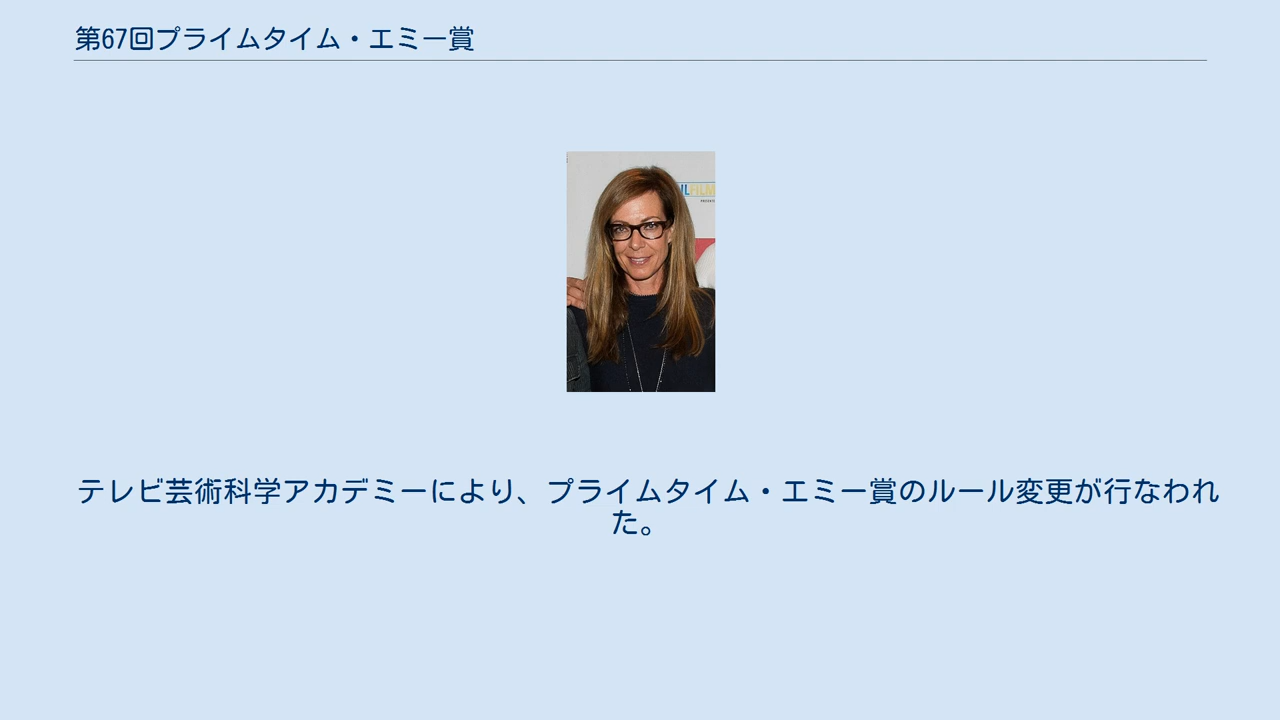 第67回プライムタイム・エミー賞
ILFILM
テレビ芸術科学アカデミーにより、プライムタイム・エミー賞のルール変更が行なわれ
た。